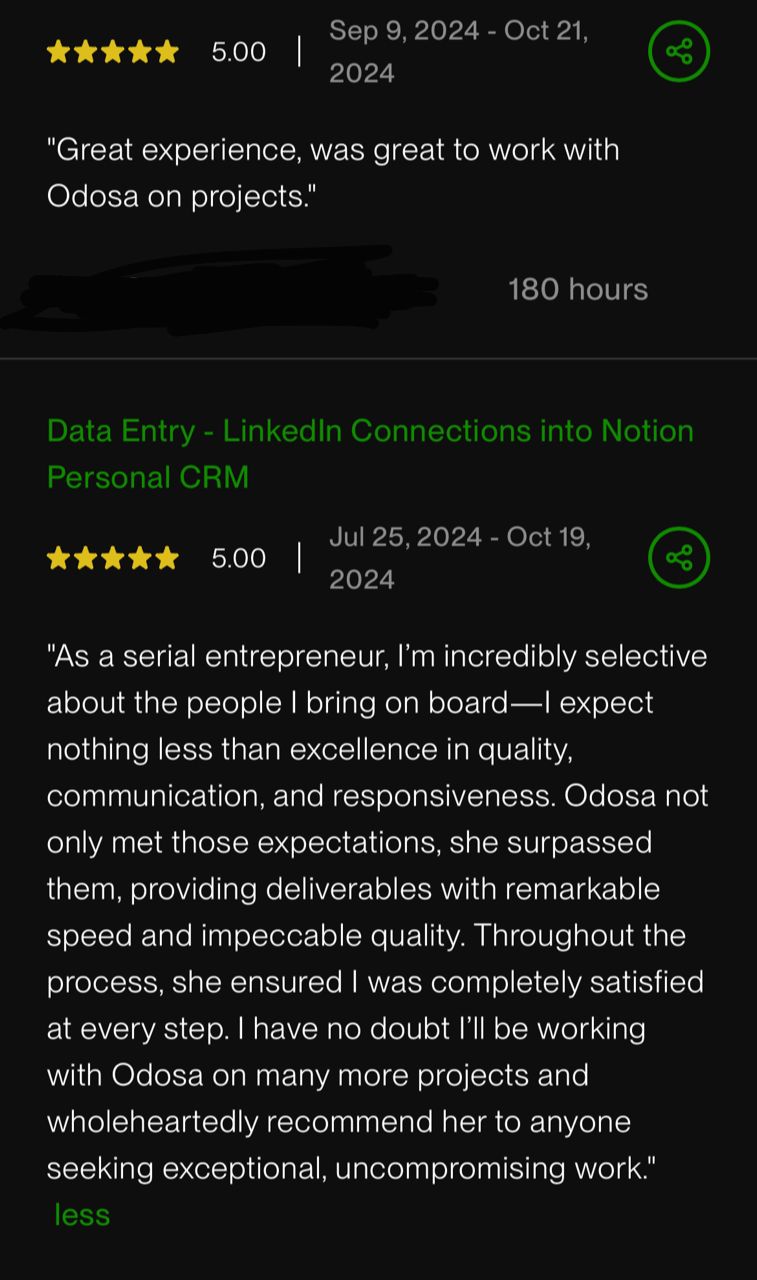 5.00 | Sep 9, 2024 - Oct 21,
2024
"Great experience, was great to work with
Odosa on projects."
180 hours
Data Entry - LinkedIn Connections into Notion
Personal CRM
5.00 | Jul 25, 2024 - Oct 19,
2024
"As a serial entrepreneur, I’m incredibly selective
about the people I bring on board—I expect
nothing less than excellence in quality,
communication, and responsiveness. Odosa not
only met those expectations, she surpassed
them, providing deliverables with remarkable
speed and impeccable quality. Throughout the
process, she ensured I was completely satisfied
at every step. I have no doubt I’ll be working
with Odosa on many more projects and
wholeheartedly recommend her to anyone
seeking exceptional, uncompromising work."
less